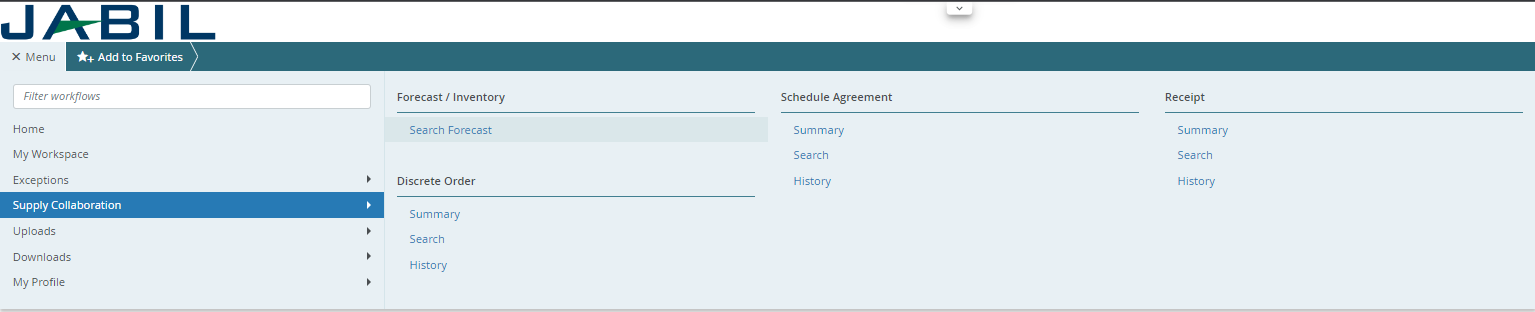 JABIL
Menu
Add to Favorites
Filter workflows
Home
My Workspace
Exceptions
Supply Collaboration
Uploads
Downloads
My Profile
Forecast / Inventory
Search Forecast
Discrete Order
Summary
Search
History
Schedule Agreement
Summary
Search
History
Receipt
Summary
Search
History